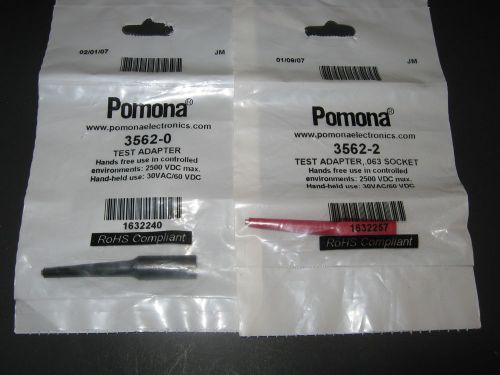 02/01/07 JM
Pomona®
www.pomonaelectronics.com
3562-0
TEST ADAPTER
Hands free use in controlled
environments: 2500 VDC max.
Hand-held use: 30VAC/60 VDC
1632240
RoHS Compliant
01/09/07 JM
Pomona®
www.pomonaelectronics.com
3562-2
TEST ADAPTER,.063 SOCKET
Hands free use in controlled
environments: 2500 VDC max.
Hand-held use: 30VAC/60 VDC
1632257
RoHS Compliant